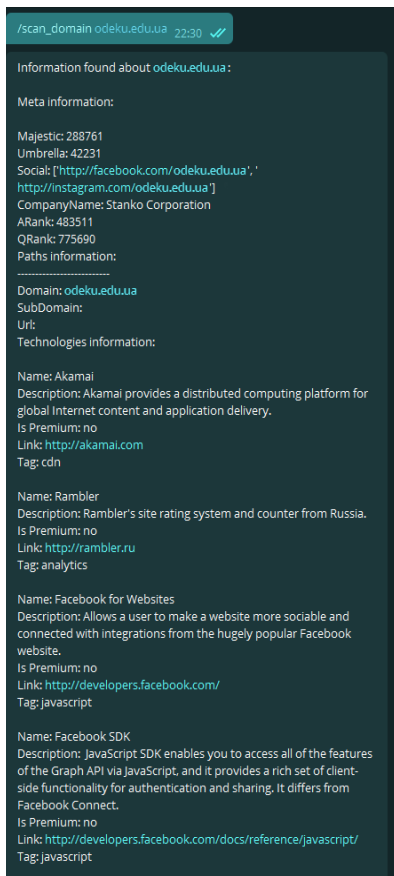 /scan_domain odeku.edu.ua 22:30
Information found about odeku.edu.ua:
Meta information:
Majestic: 288761
Umbrella: 42231
Social: ['http://facebook.com/odeku.edu.ua', '
http://instagram.com/odeku.edu.ua']
CompanyName: Stanko Corporation
ARank: 483511
QRank: 775690
Paths information:
--------------------------
Domain: odeku.edu.ua
SubDomain:
Url:
Technologies information:
Name: Akamai
Description: Akamai provides a distributed computing platform for
global Internet content and application delivery.
Is Premium: no
Link: http://akamai.com
Tag: cdn
Name: Rambler
Description: Rambler's site rating system and counter from Russia.
Is Premium: no
Link: http://rambler.ru
Tag: analytics
Name: Facebook for Websites
Description: Allows a user to make a website more sociable and
connected with integrations from the hugely popular Facebook
website.
Is Premium: no
Link: http://developers.facebook.com/
Tag: javascript
Name: Facebook SDK
Description:  JavaScript SDK enables you to access all of the features
of the Graph API via JavaScript, and it provides a rich set of client-
side functionality for authentication and sharing. It differs from
Facebook Connect.
Is Premium: no
Link: http://developers.facebook.com/docs/reference/javascript/
Tag: javascript